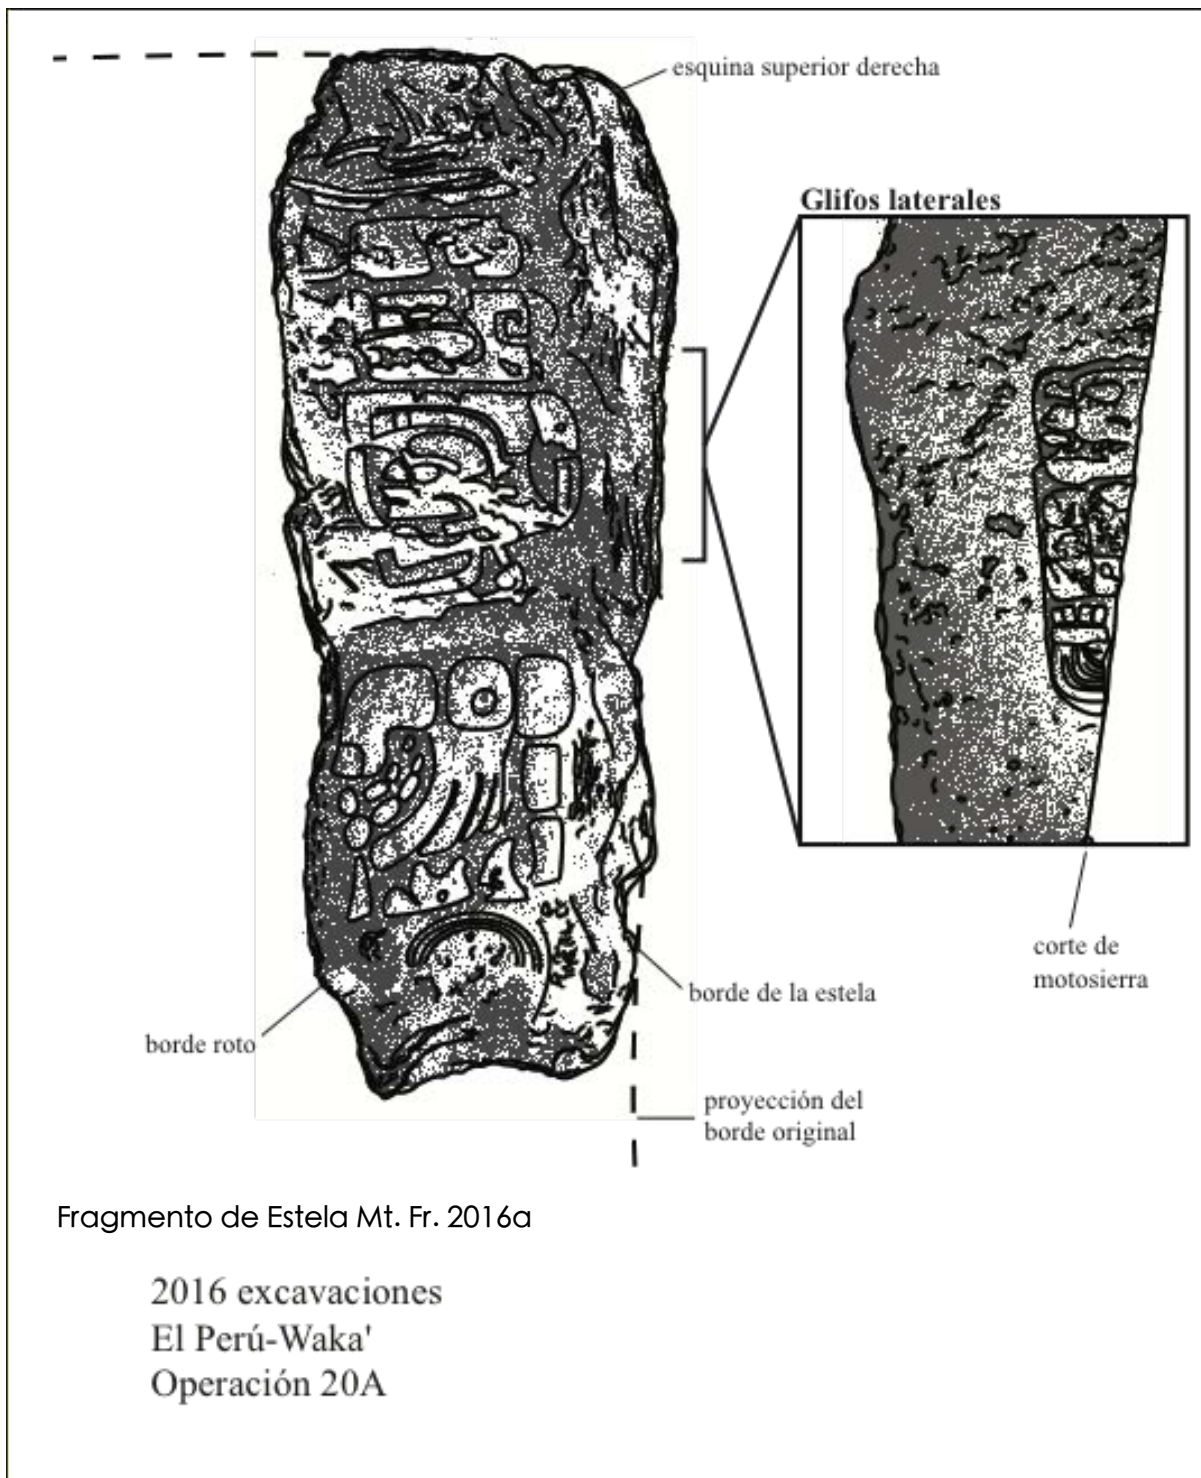 esquina superior derecha
Glifos laterales
corte de
motosierra
borde de la estela
borde roto
proyección del
borde original
Fragmento de Estela Mt. Fr. 2016a
2016 excavaciones
El Perú-Waka'
Operación 20A